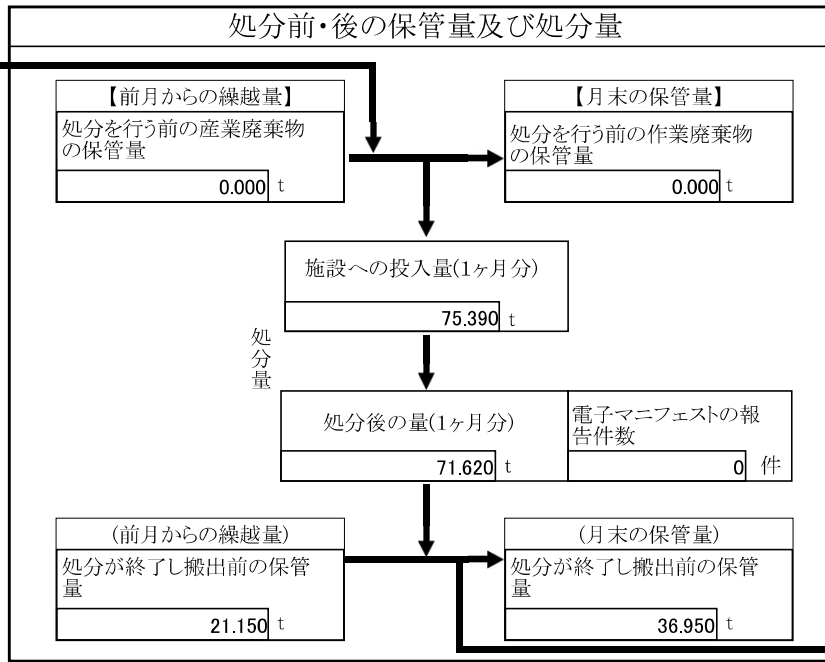 処分前・後の保管量及び処分量
【前月からの繰越量】
処分を行う前の産業廃棄物
の保管量
0.000 t
【月末の保管量】
処分を行う前の作業廃棄物
の保管量
0.000 t
施設への投入量(1ヶ月分)
75.390 t
処分量
処分後の量(1ヶ月分)
71.620 t
電子マニフェストの報
告件数
0 件
(前月からの繰越量)
処分が終了し搬出前の保管
量
21.150 t
(月末の保管量)
処分が終了し搬出前の保管
量
36.950 t